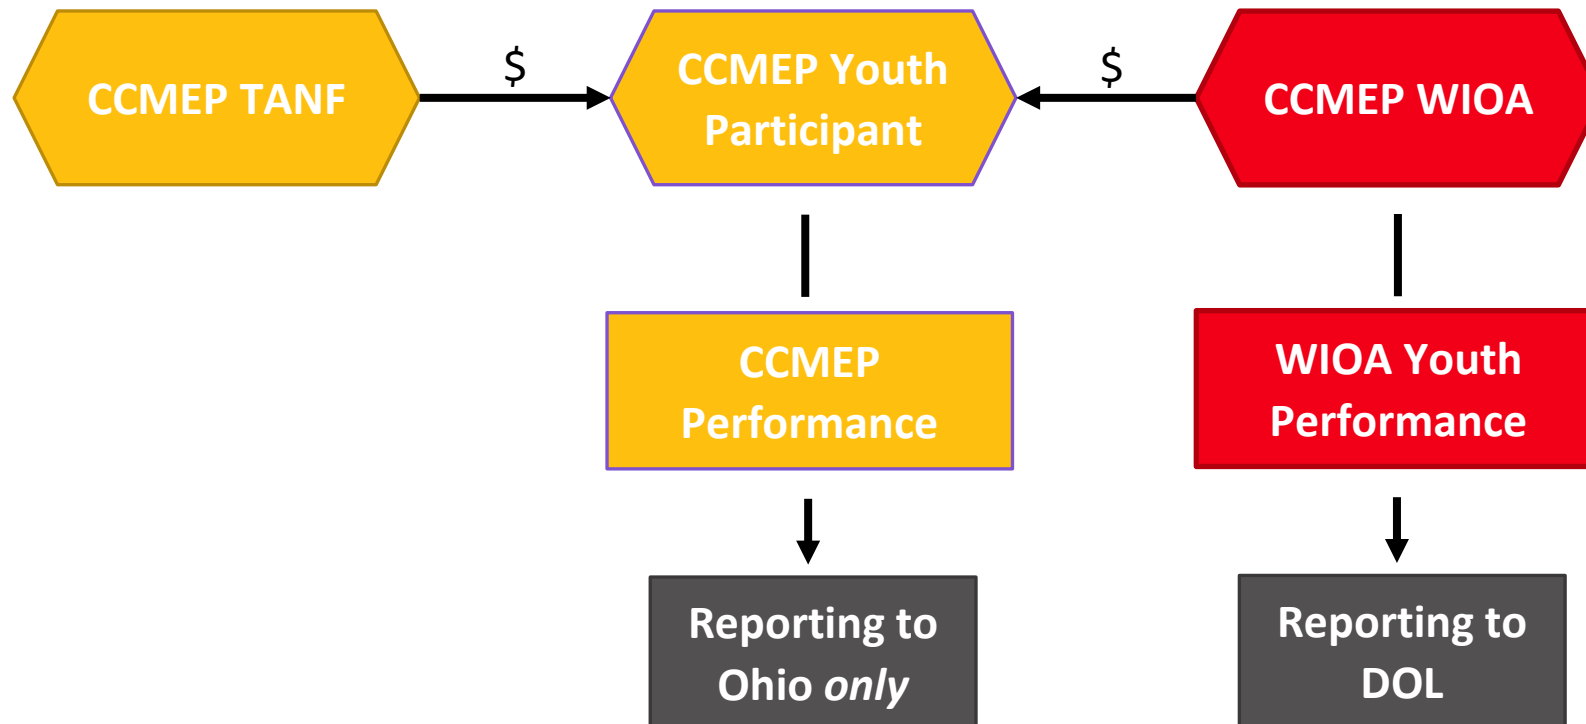 CCMEP TANF
$
CCMEP Youth
Participant
$
CCMEP WIOA
CCMEP
Performance
WIOA Youth
Performance
Reporting to
Ohio only
Reporting to
DOL